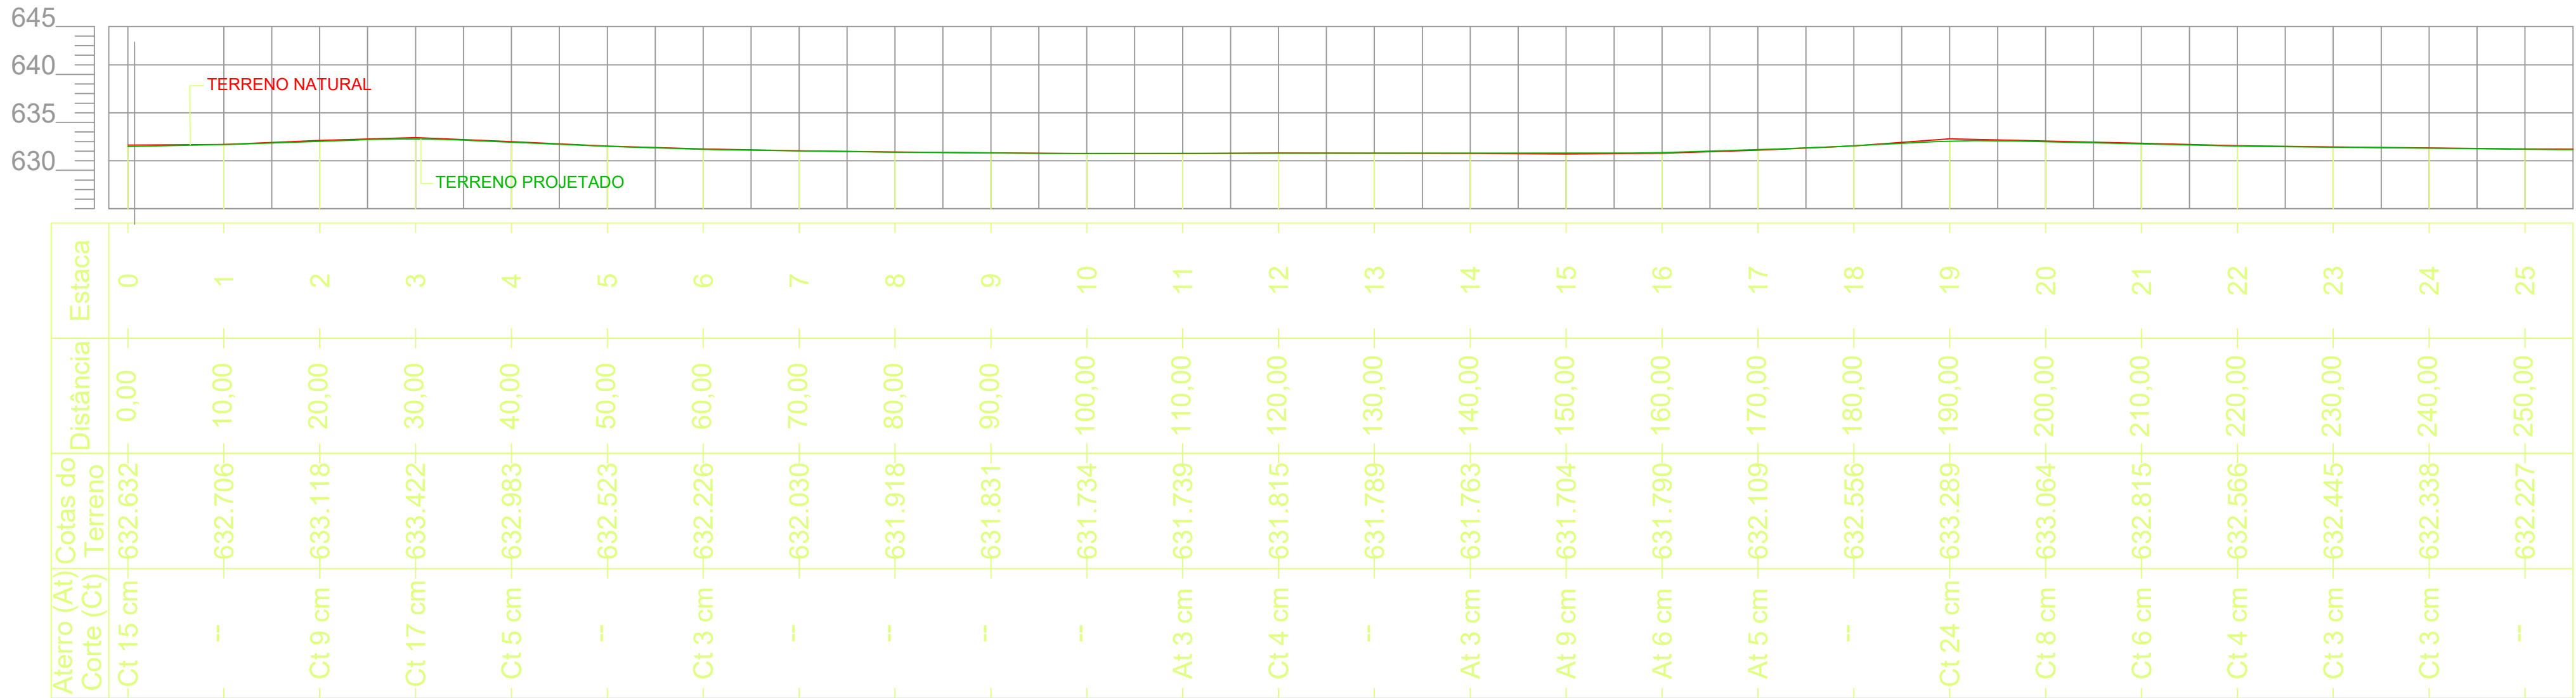 645
640
635
630
TERRENO NATURAL
TERRENO PROJETADO
Estaca
0 1 2 3 4 5 6 7 8 9 10 11 12 13 14 15 16 17 18 19 20 21 22 23 24 25
Distância
0,00 10,00 20,00 30,00 40,00 50,00 60,00 70,00 80,00 90,00 100,00 110,00 120,00 130,00 140,00 150,00 160,00 170,00 180,00 190,00 200,00 210,00 220,00 230,00 240,00 250,00
Cotas do
Terreno
632.632 632.706 633.118 633.422 632.983 632.523 632.226 632.030 631.918 631.831 631.734 631.739 631.815 631.789 631.763 631.704 631.790 632.109 632.556 633.289 633.064 632.815 632.566 632.445 632.338 632.227
Aterro (At)
Corte (Ct)
Ct 15 cm -- Ct 9 cm Ct 17 cm Ct 5 cm -- Ct 3 cm -- -- -- -- At 3 cm Ct 4 cm -- At 3 cm At 9 cm At 6 cm At 5 cm -- Ct 24 cm Ct 8 cm Ct 6 cm Ct 4 cm Ct 3 cm Ct 3 cm --